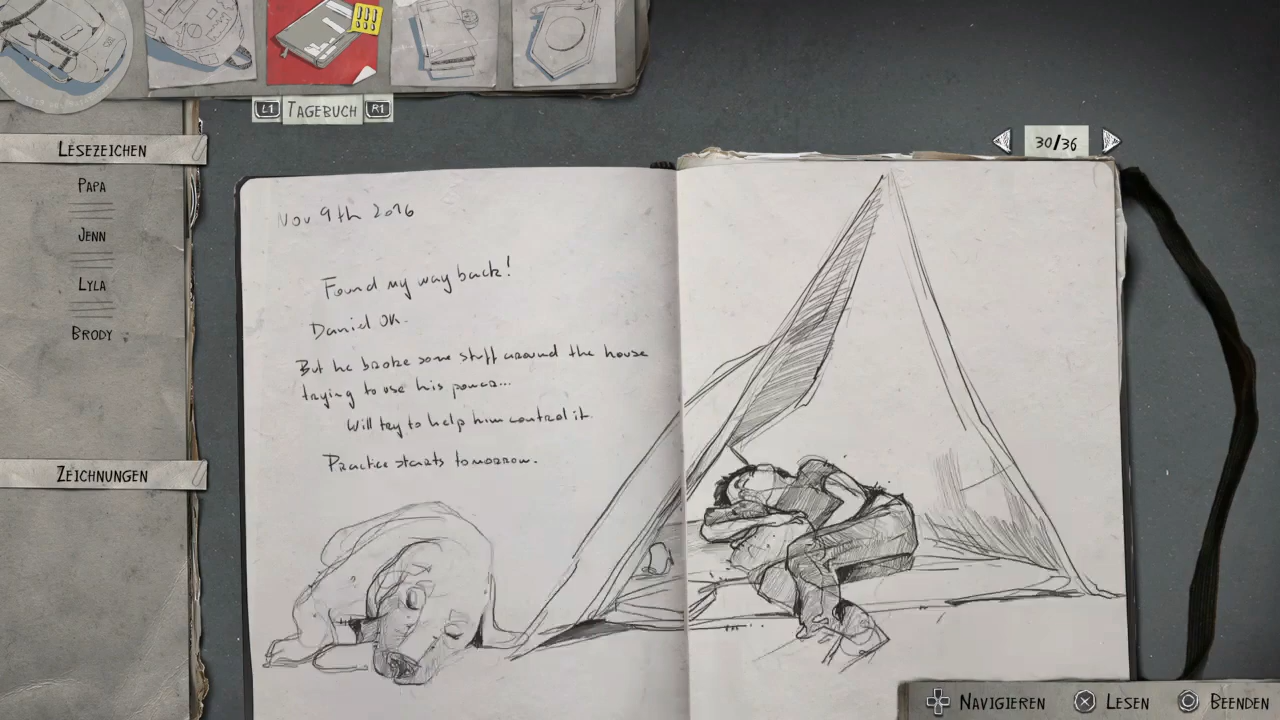 L1 TAGEBUCH R1
LESEZEICHEN
PAPA
JENN
LYLA
BRODY
ZEICHNUNGEN
30/36
Nov 9th 2016
Found my way back!
Daniel OK.
But he broke some stuff around the house
trying to use his power...
Will try to help him control it.
Practice starts tomorrow.
NAVIGIEREN
LESEN
BEENDEN